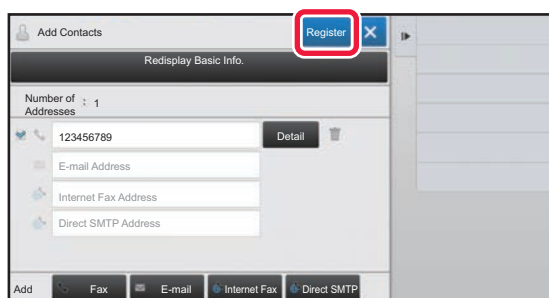 Add Contacts
Register
Redisplay Basic Info.
Number of Addresses : 1
123456789
Detail
E-mail Address
Internet Fax Address
Direct SMTP Address
Add
Fax
E-mail
Internet Fax
Direct SMTP